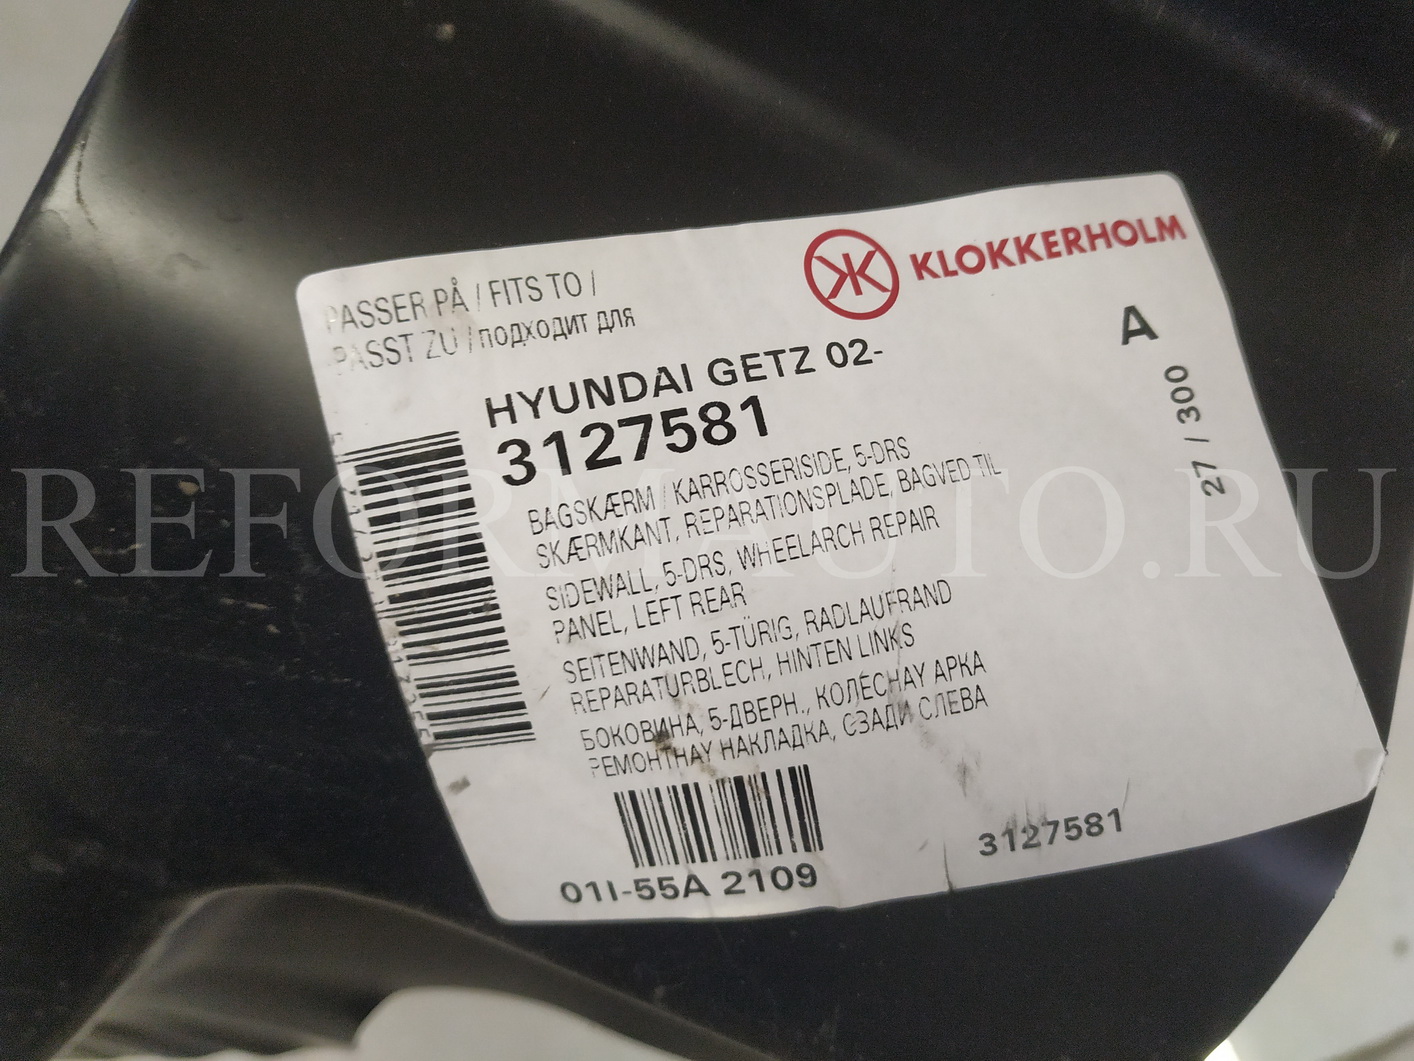 KLOKKERHOLM
PASSER PÅ / FITS TO /
PASST ZU / подходит для
HYUNDAI GETZ 02-
A
3127581
27 / 300
BAGSKÆRM / KARROSSERISIDE, 5-DRS
SKÆRMKANT, REPARATIONSPLADE, BAGVED TIL
SIDEWALL, 5-DRS, WHEELARCH REPAIR
PANEL, LEFT REAR
SEITENWAND, 5-TÜRIG, RADLAUFRAND
REPARATURBLECH, HINTEN LINKS
БОКОВИНА, 5-ДВЕРН., КОЛЕСНАУ АРКА
РЕМОНТНАУ НАКЛАДКА, СЗАДИ СЛЕВА
01I-55A 2109
3127581
REFORMAUTO.RU